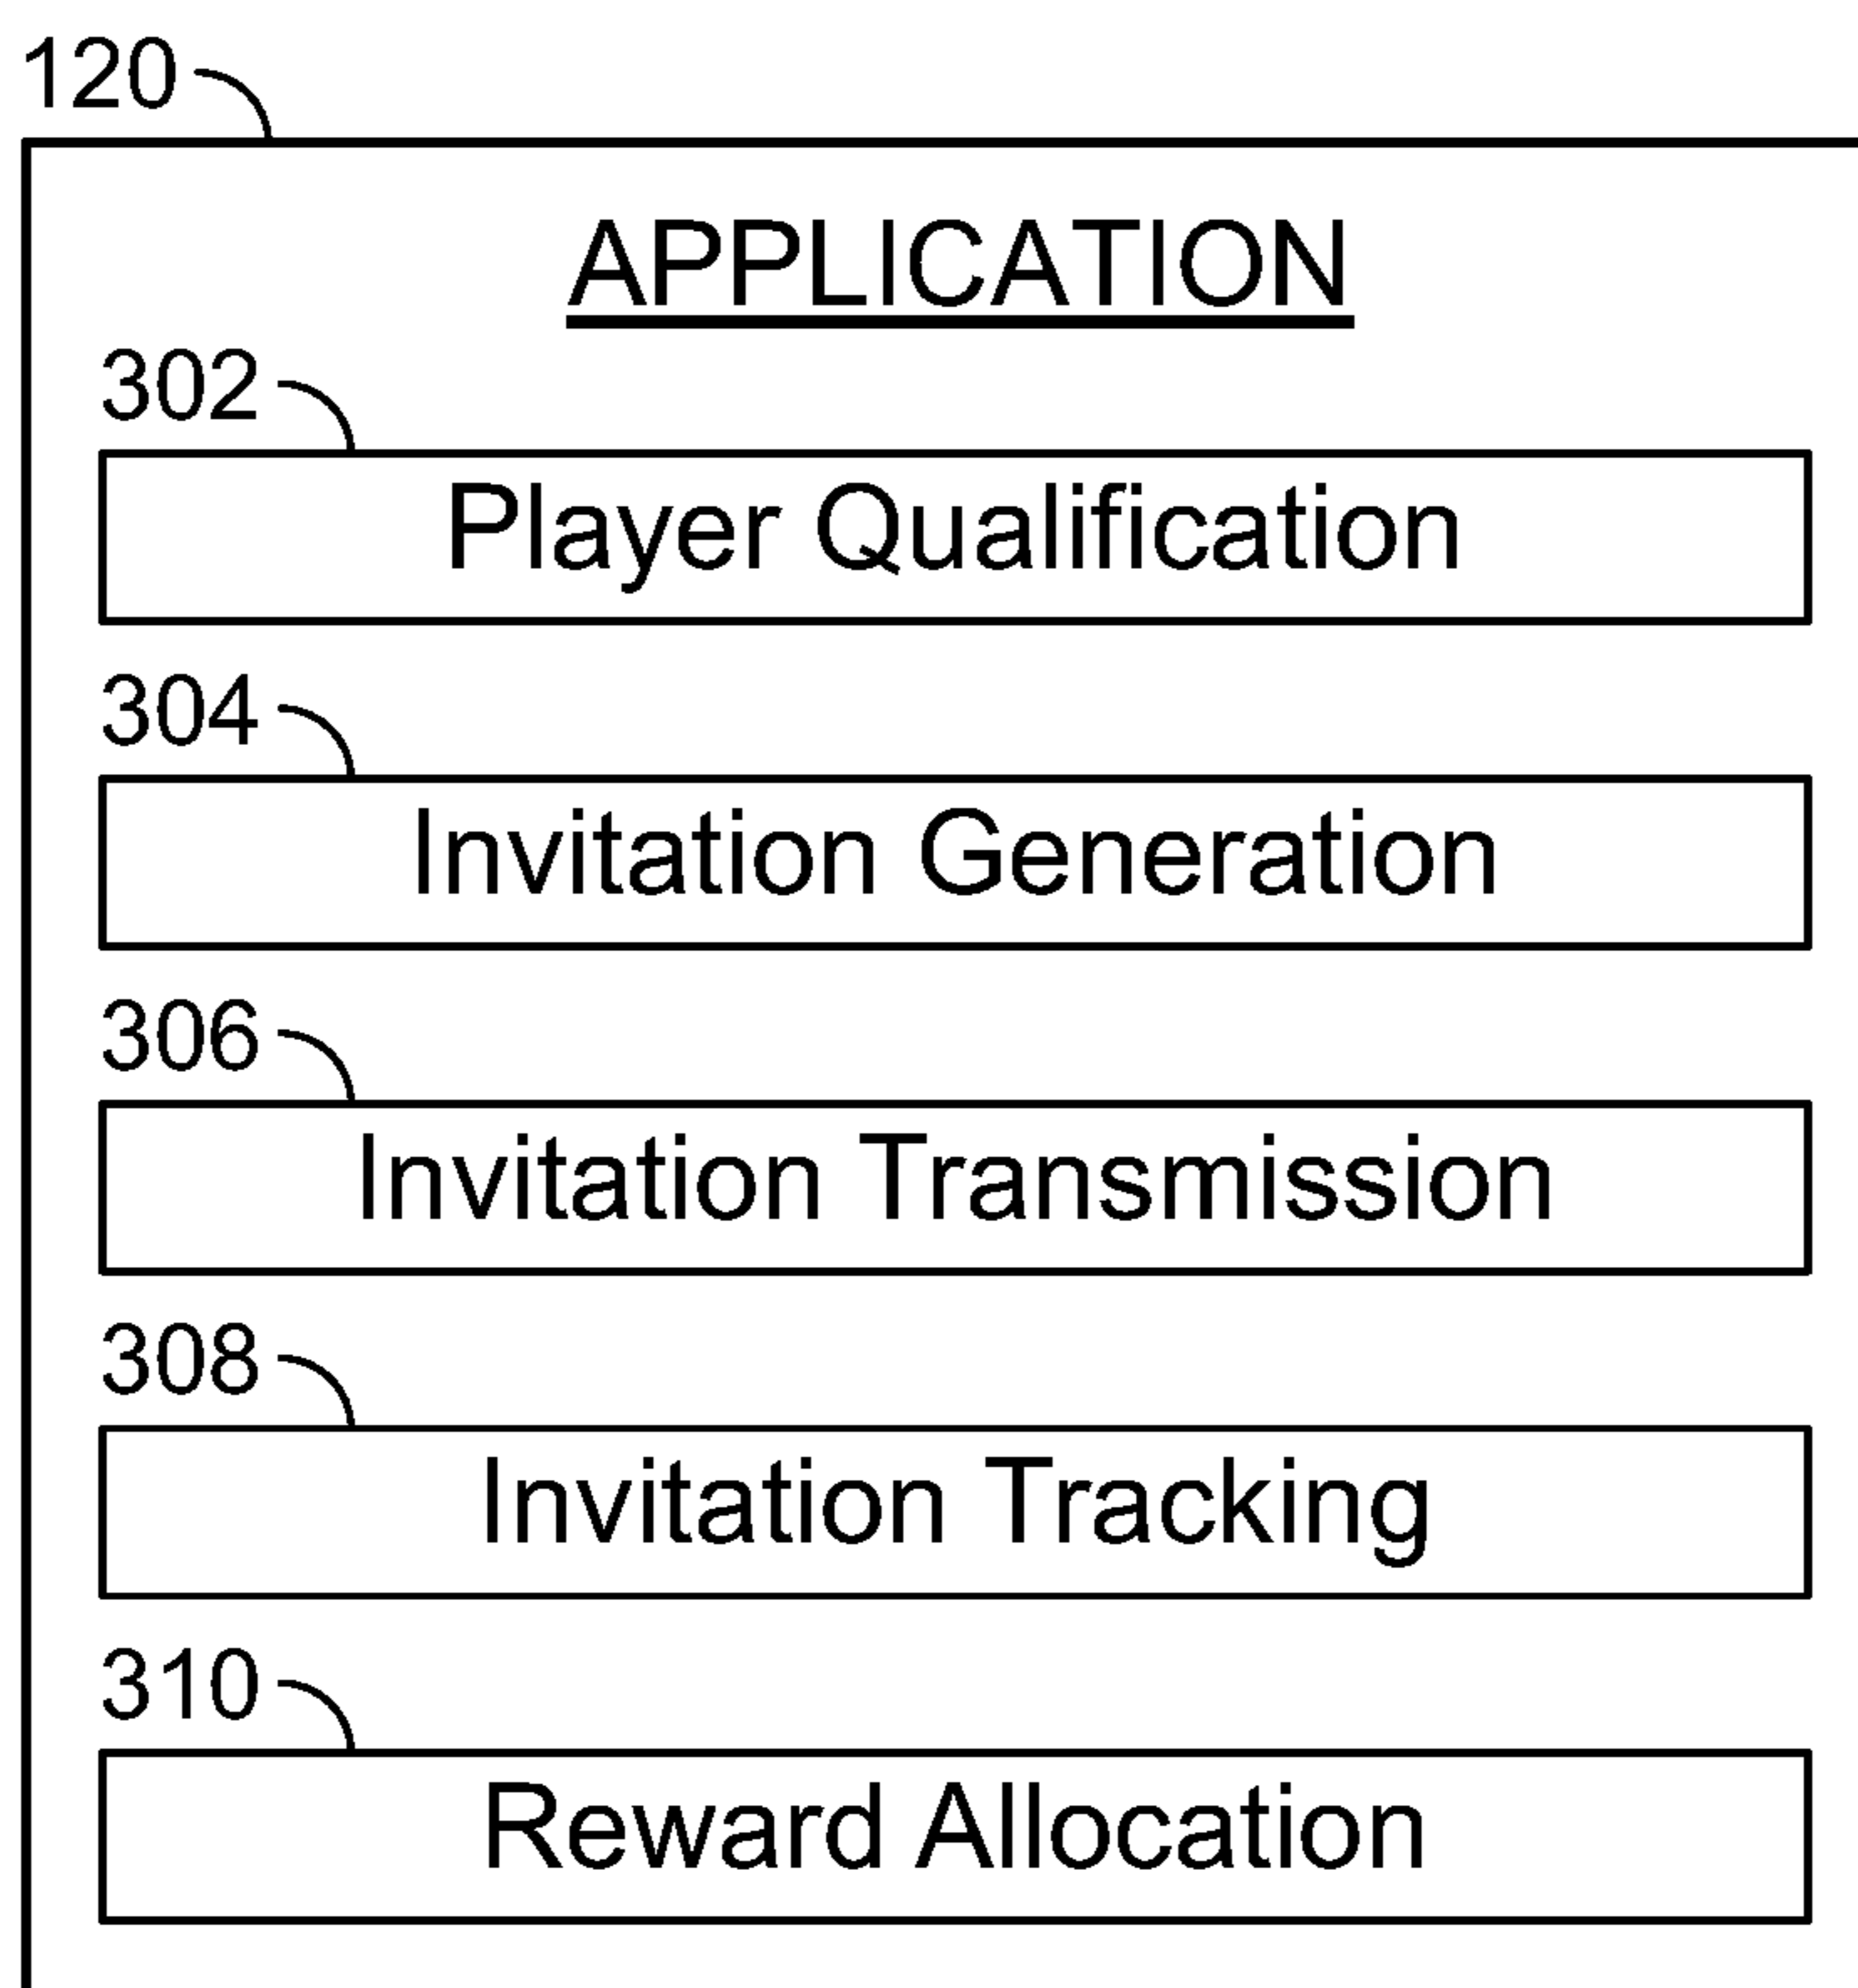 120
APPLICATION
302
Player Qualification
304
Invitation Generation
306
Invitation Transmission
308
Invitation Tracking
310
Reward Allocation